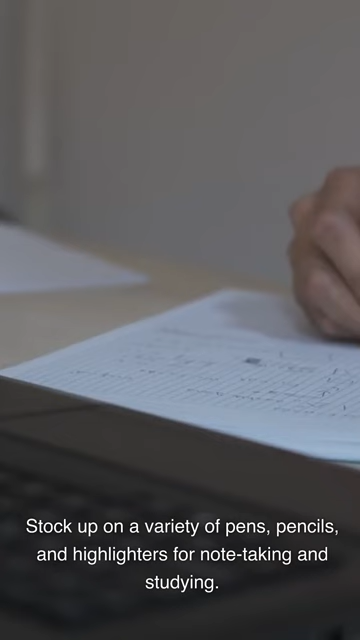 Stock up on a variety of pens, pencils,
and highlighters for note-taking and
studying.